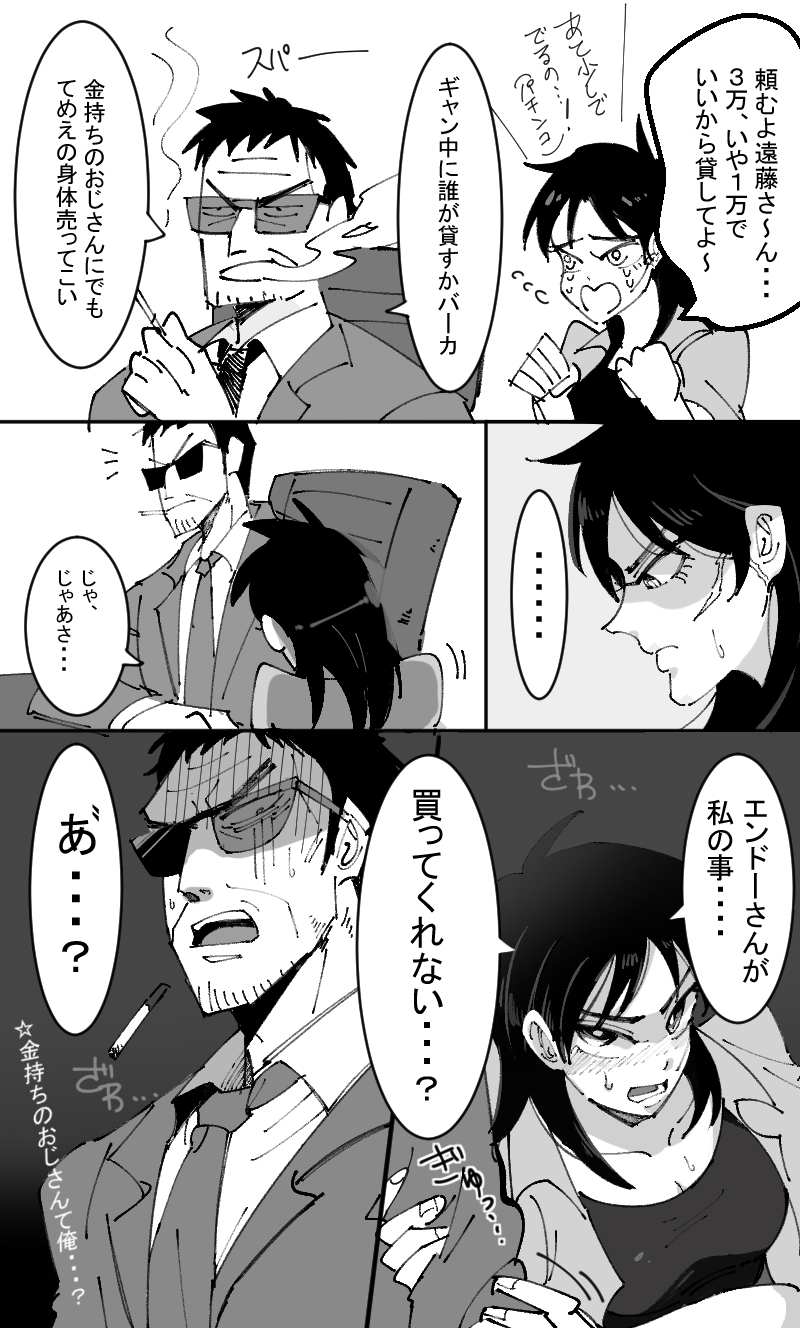 頼むよ遠藤さ～ん・・・
３万、いや１万で
いいから貸してよ～
あと少しで
でるの…！
パチンコ
ギャン中に誰が貸すかバーカ
スパー
金持ちのおじさんにでも
てめえの身体売ってこい
・・・・・・
じゃ、
じゃあさ・・・
エンドーさんが
私の事・・・・
ざわ…
買ってくれない・・・？
ぎゅっ…
あ゛・・・？
ざわ…
☆金持ちのおじさんて俺・・・・？